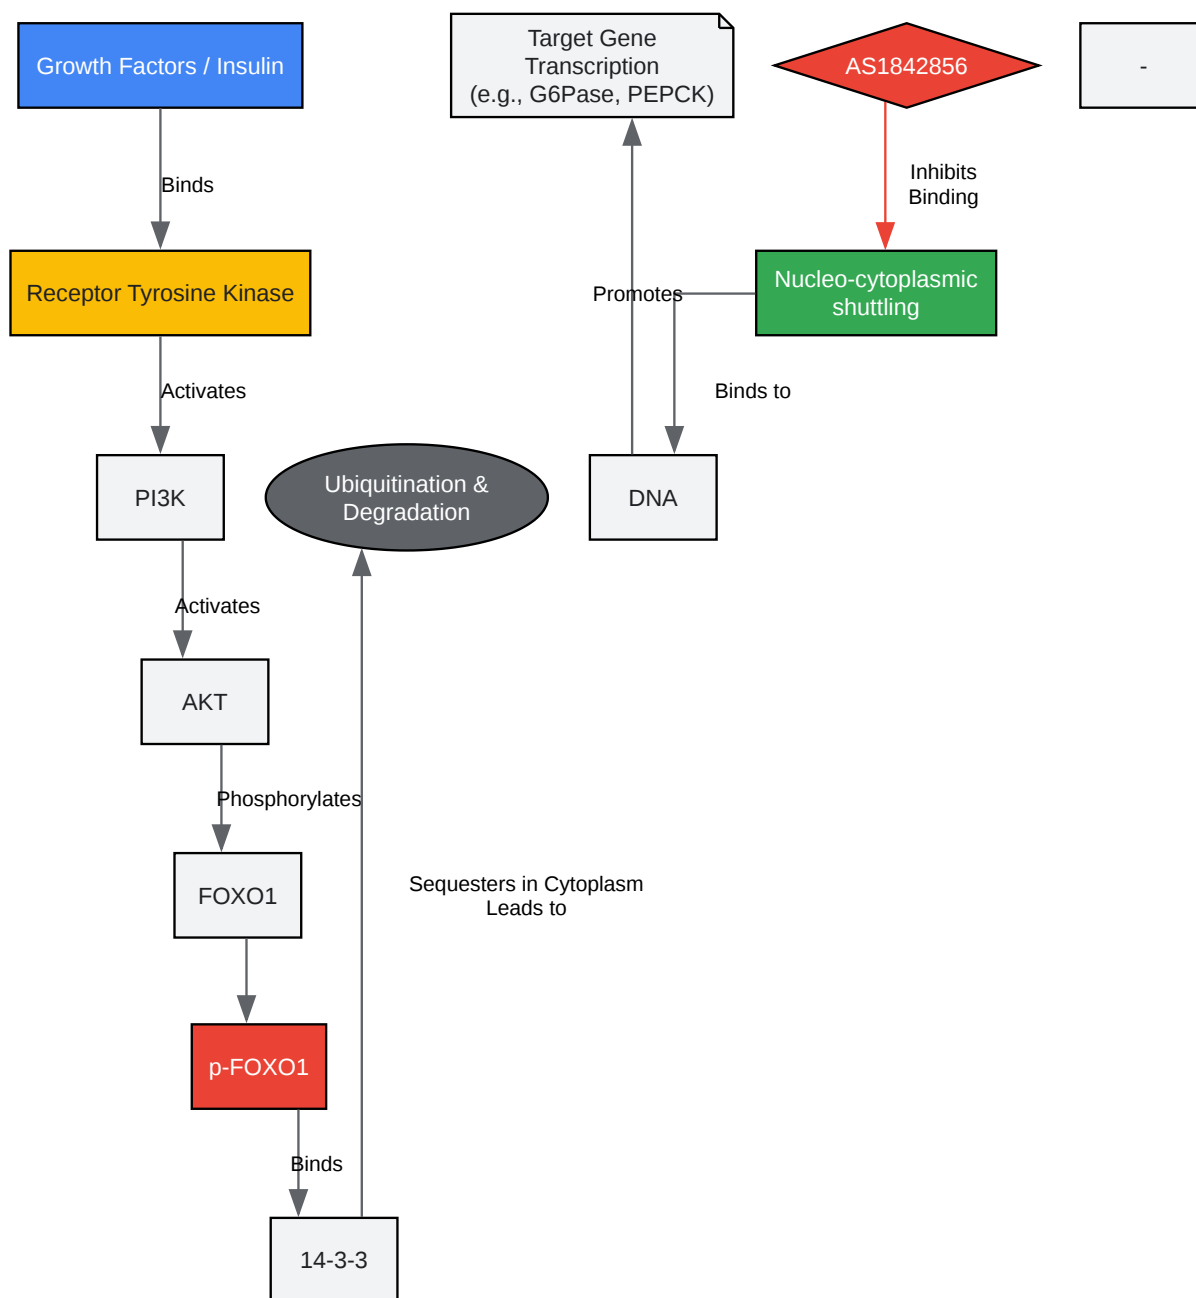 Growth Factors / Insulin
Target Gene
Transcription
(e.g., G6Pase, PEPCK)
AS1842856
-
Binds
Inhibits
Binding
Receptor Tyrosine Kinase
Promotes
Nucleo-cytoplasmic
shuttling
Activates
Binds to
PI3K
Ubiquitination &
Degradation
DNA
Activates
AKT
Phosphorylates
FOXO1
Sequesters in Cytoplasm
Leads to
p-FOXO1
Binds
14-3-3